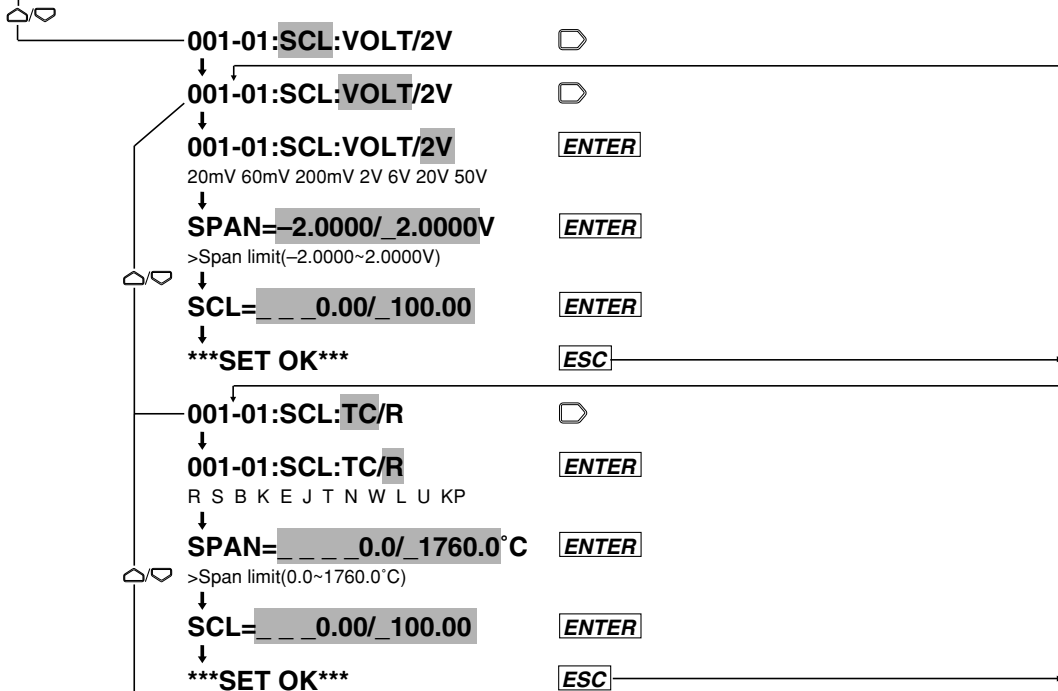 /
001-01:SCL:VOLT/2V
001-01:SCL:VOLT/2V
001-01:SCL:VOLT/2V ENTER
20mV 60mV 200mV 2V 6V 20V 50V
SPAN=–2.0000/_2.0000V ENTER
>Span limit(–2.0000~2.0000V)
/
SCL=_ _ _0.00/_100.00 ENTER
***SET OK*** ESC
001-01:SCL:TC/R
001-01:SCL:TC/R ENTER
R S B K E J T N W L U KP
SPAN=_ _ _ _0.0/_1760.0˚C ENTER
/
>Span limit(0.0~1760.0˚C)
SCL=_ _ _0.00/_100.00 ENTER
***SET OK*** ESC